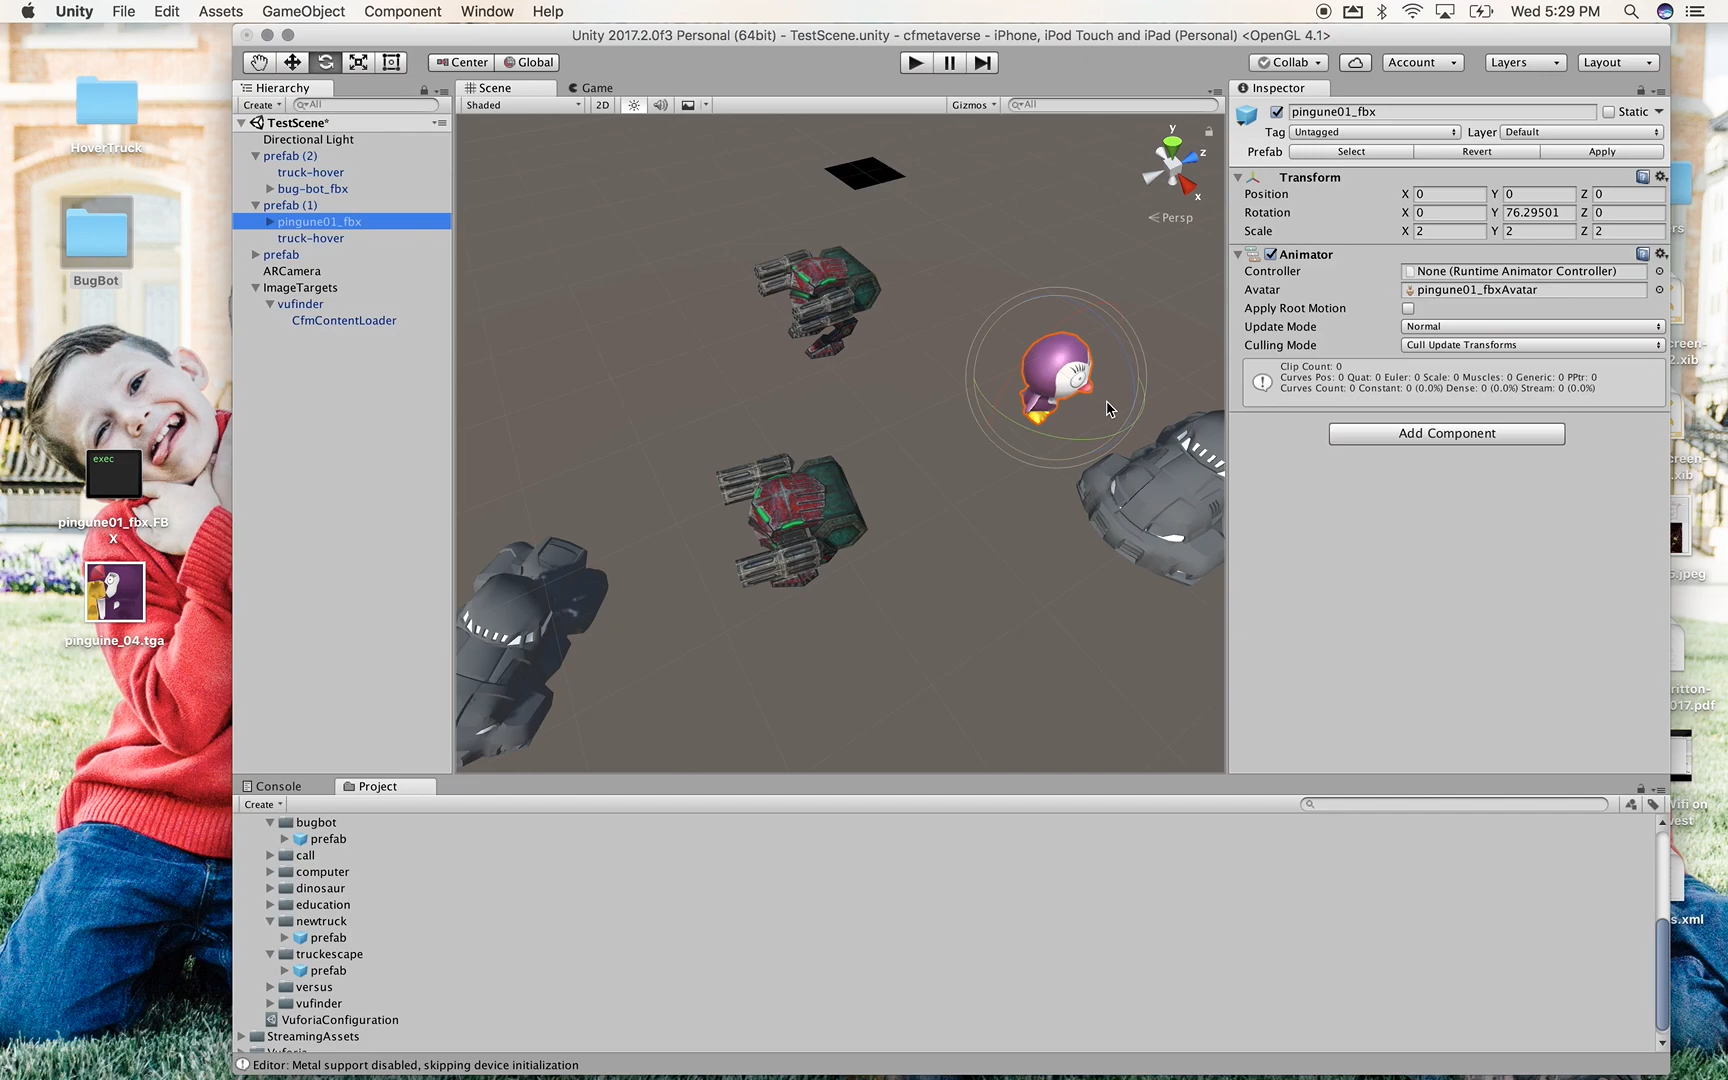 Unity File Edit Assets GameObject Component Window Help Wed 5:29 PM
Unity 2017.2.0f3 Personal (64bit) - TestScene.unity - cfmetaverse - iPhone, iPod Touch and iPad (Personal) <OpenGL 4.1>
Center Global Collab Account Layers Layout
Hierarchy
Create All
TestScene*
Directional Light
prefab (2)
truck-hover
bug-bot_fbx
prefab (1)
pingune01_fbx
truck-hover
prefab
ARCamera
ImageTargets
vufinder
CfmContentLoader
Scene Game
Shaded 2D Gizmos All
y
z
x
Persp
Inspector
pingune01_fbx Static
Tag Untagged Layer Default
Prefab Select Revert Apply
Transform
Position X 0 Y 0 Z 0
Rotation X 0 Y 76.29501 Z 0
Scale X 2 Y 2 Z 2
Animator
Controller None (Runtime Animator Controller)
Avatar pingune01_fbxAvatar
Apply Root Motion
Update Mode Normal
Culling Mode Cull Update Transforms
Clip Count: 0
Curves Pos: 0 Quat: 0 Euler: 0 Scale: 0 Muscles: 0 Generic: 0 PPtr: 0
Curves Count: 0 Constant: 0 (0.0%) Dense: 0 (0.0%) Stream: 0 (0.0%)
Add Component
Console Project
Create
bugbot
prefab
call
computer
dinosaur
education
newtruck
prefab
truckescape
prefab
versus
vufinder
VuforiaConfiguration
StreamingAssets
Vuforia
Editor: Metal support disabled, skipping device initialization
HoverTruck
BugBot
exec
pingune01_fbx.FB
X
pinguine_04.tga